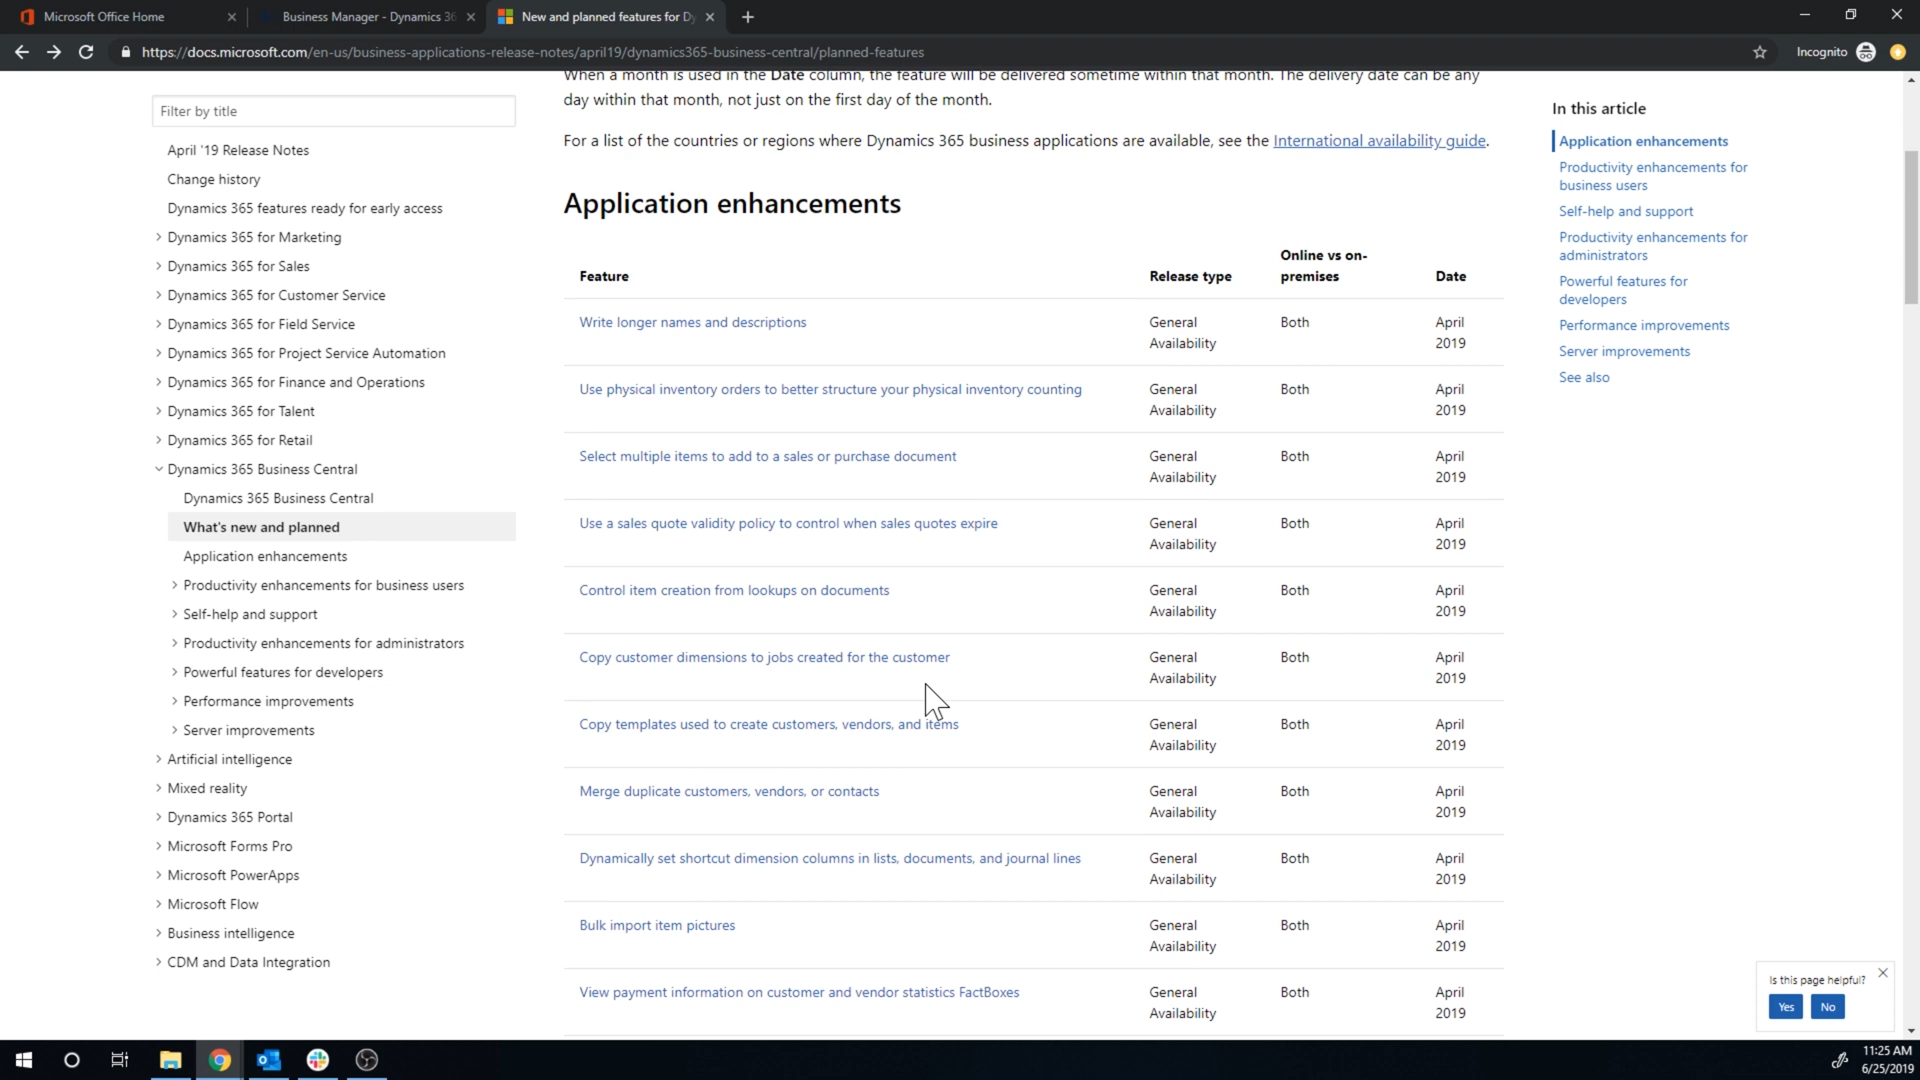 Microsoft Office Home
Business Manager - Dynamics 36
New and planned features for Dy
https://docs.microsoft.com/en-us/business-applications-release-notes/april19/dynamics365-business-central/planned-features
Incognito
Filter by title
April '19 Release Notes
Change history
Dynamics 365 features ready for early access
Dynamics 365 for Marketing
Dynamics 365 for Sales
Dynamics 365 for Customer Service
Dynamics 365 for Field Service
Dynamics 365 for Project Service Automation
Dynamics 365 for Finance and Operations
Dynamics 365 for Talent
Dynamics 365 for Retail
Dynamics 365 Business Central
Dynamics 365 Business Central
What's new and planned
Application enhancements
Productivity enhancements for business users
Self-help and support
Productivity enhancements for administrators
Powerful features for developers
Performance improvements
Server improvements
Artificial intelligence
Mixed reality
Dynamics 365 Portal
Microsoft Forms Pro
Microsoft PowerApps
Microsoft Flow
Business intelligence
CDM and Data Integration
When a month is used in the Date column, the feature will be delivered sometime within that month. The delivery date can be any
day within that month, not just on the first day of the month.
For a list of the countries or regions where Dynamics 365 business applications are available, see the International availability guide.
Application enhancements
Feature Release type Online vs on-
premises Date
Write longer names and descriptions General Both April
Availability 2019
Use physical inventory orders to better structure your physical inventory counting General Both April
Availability 2019
Select multiple items to add to a sales or purchase document General Both April
Availability 2019
Use a sales quote validity policy to control when sales quotes expire General Both April
Availability 2019
Control item creation from lookups on documents General Both April
Availability 2019
Copy customer dimensions to jobs created for the customer General Both April
Availability 2019
Copy templates used to create customers, vendors, and items General Both April
Availability 2019
Merge duplicate customers, vendors, or contacts General Both April
Availability 2019
Dynamically set shortcut dimension columns in lists, documents, and journal lines General Both April
Availability 2019
Bulk import item pictures General Both April
Availability 2019
View payment information on customer and vendor statistics FactBoxes General Both April
Availability 2019
In this article
Application enhancements
Productivity enhancements for
business users
Self-help and support
Productivity enhancements for
administrators
Powerful features for
developers
Performance improvements
Server improvements
See also
Is this page helpful?
Yes No
11:25 AM
6/25/2019